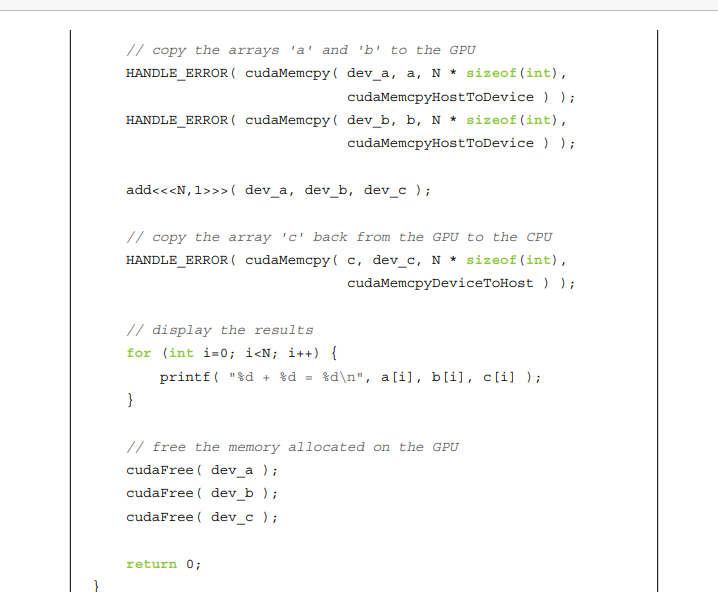 // copy the arrays 'a' and 'b' to the GPU
HANDLE_ERROR( cudaMemcpy( dev_a, a, N * sizeof(int),
cudaMemcpyHostToDevice ) );
HANDLE_ERROR( cudaMemcpy( dev_b, b, N * sizeof(int),
cudaMemcpyHostToDevice ) );
add<<<N,1>>>( dev_a, dev_b, dev_c );
// copy the array 'c' back from the GPU to the CPU
HANDLE_ERROR( cudaMemcpy( c, dev_c, N * sizeof(int),
cudaMemcpyDeviceToHost ) );
// display the results
for (int i=0; i<N; i++) {
printf( "%d + %d = %d\n", a[i], b[i], c[i] );
}
// free the memory allocated on the GPU
cudaFree( dev_a );
cudaFree( dev_b );
cudaFree( dev_c );
return 0;
}